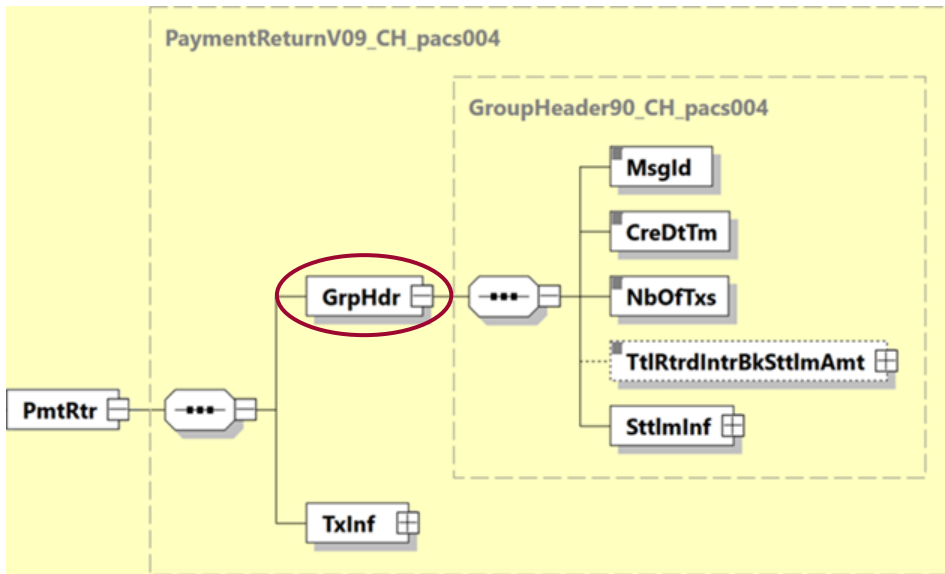 PaymentReturnV09_CH_pacs004
GroupHeader90_CH_pacs004
MsgId
CreDtTm
GrpHdr
NbOfTxs
TtlRtrdIntrBkSttlmAmt
PmtRtr
SttlmInf
TxInf